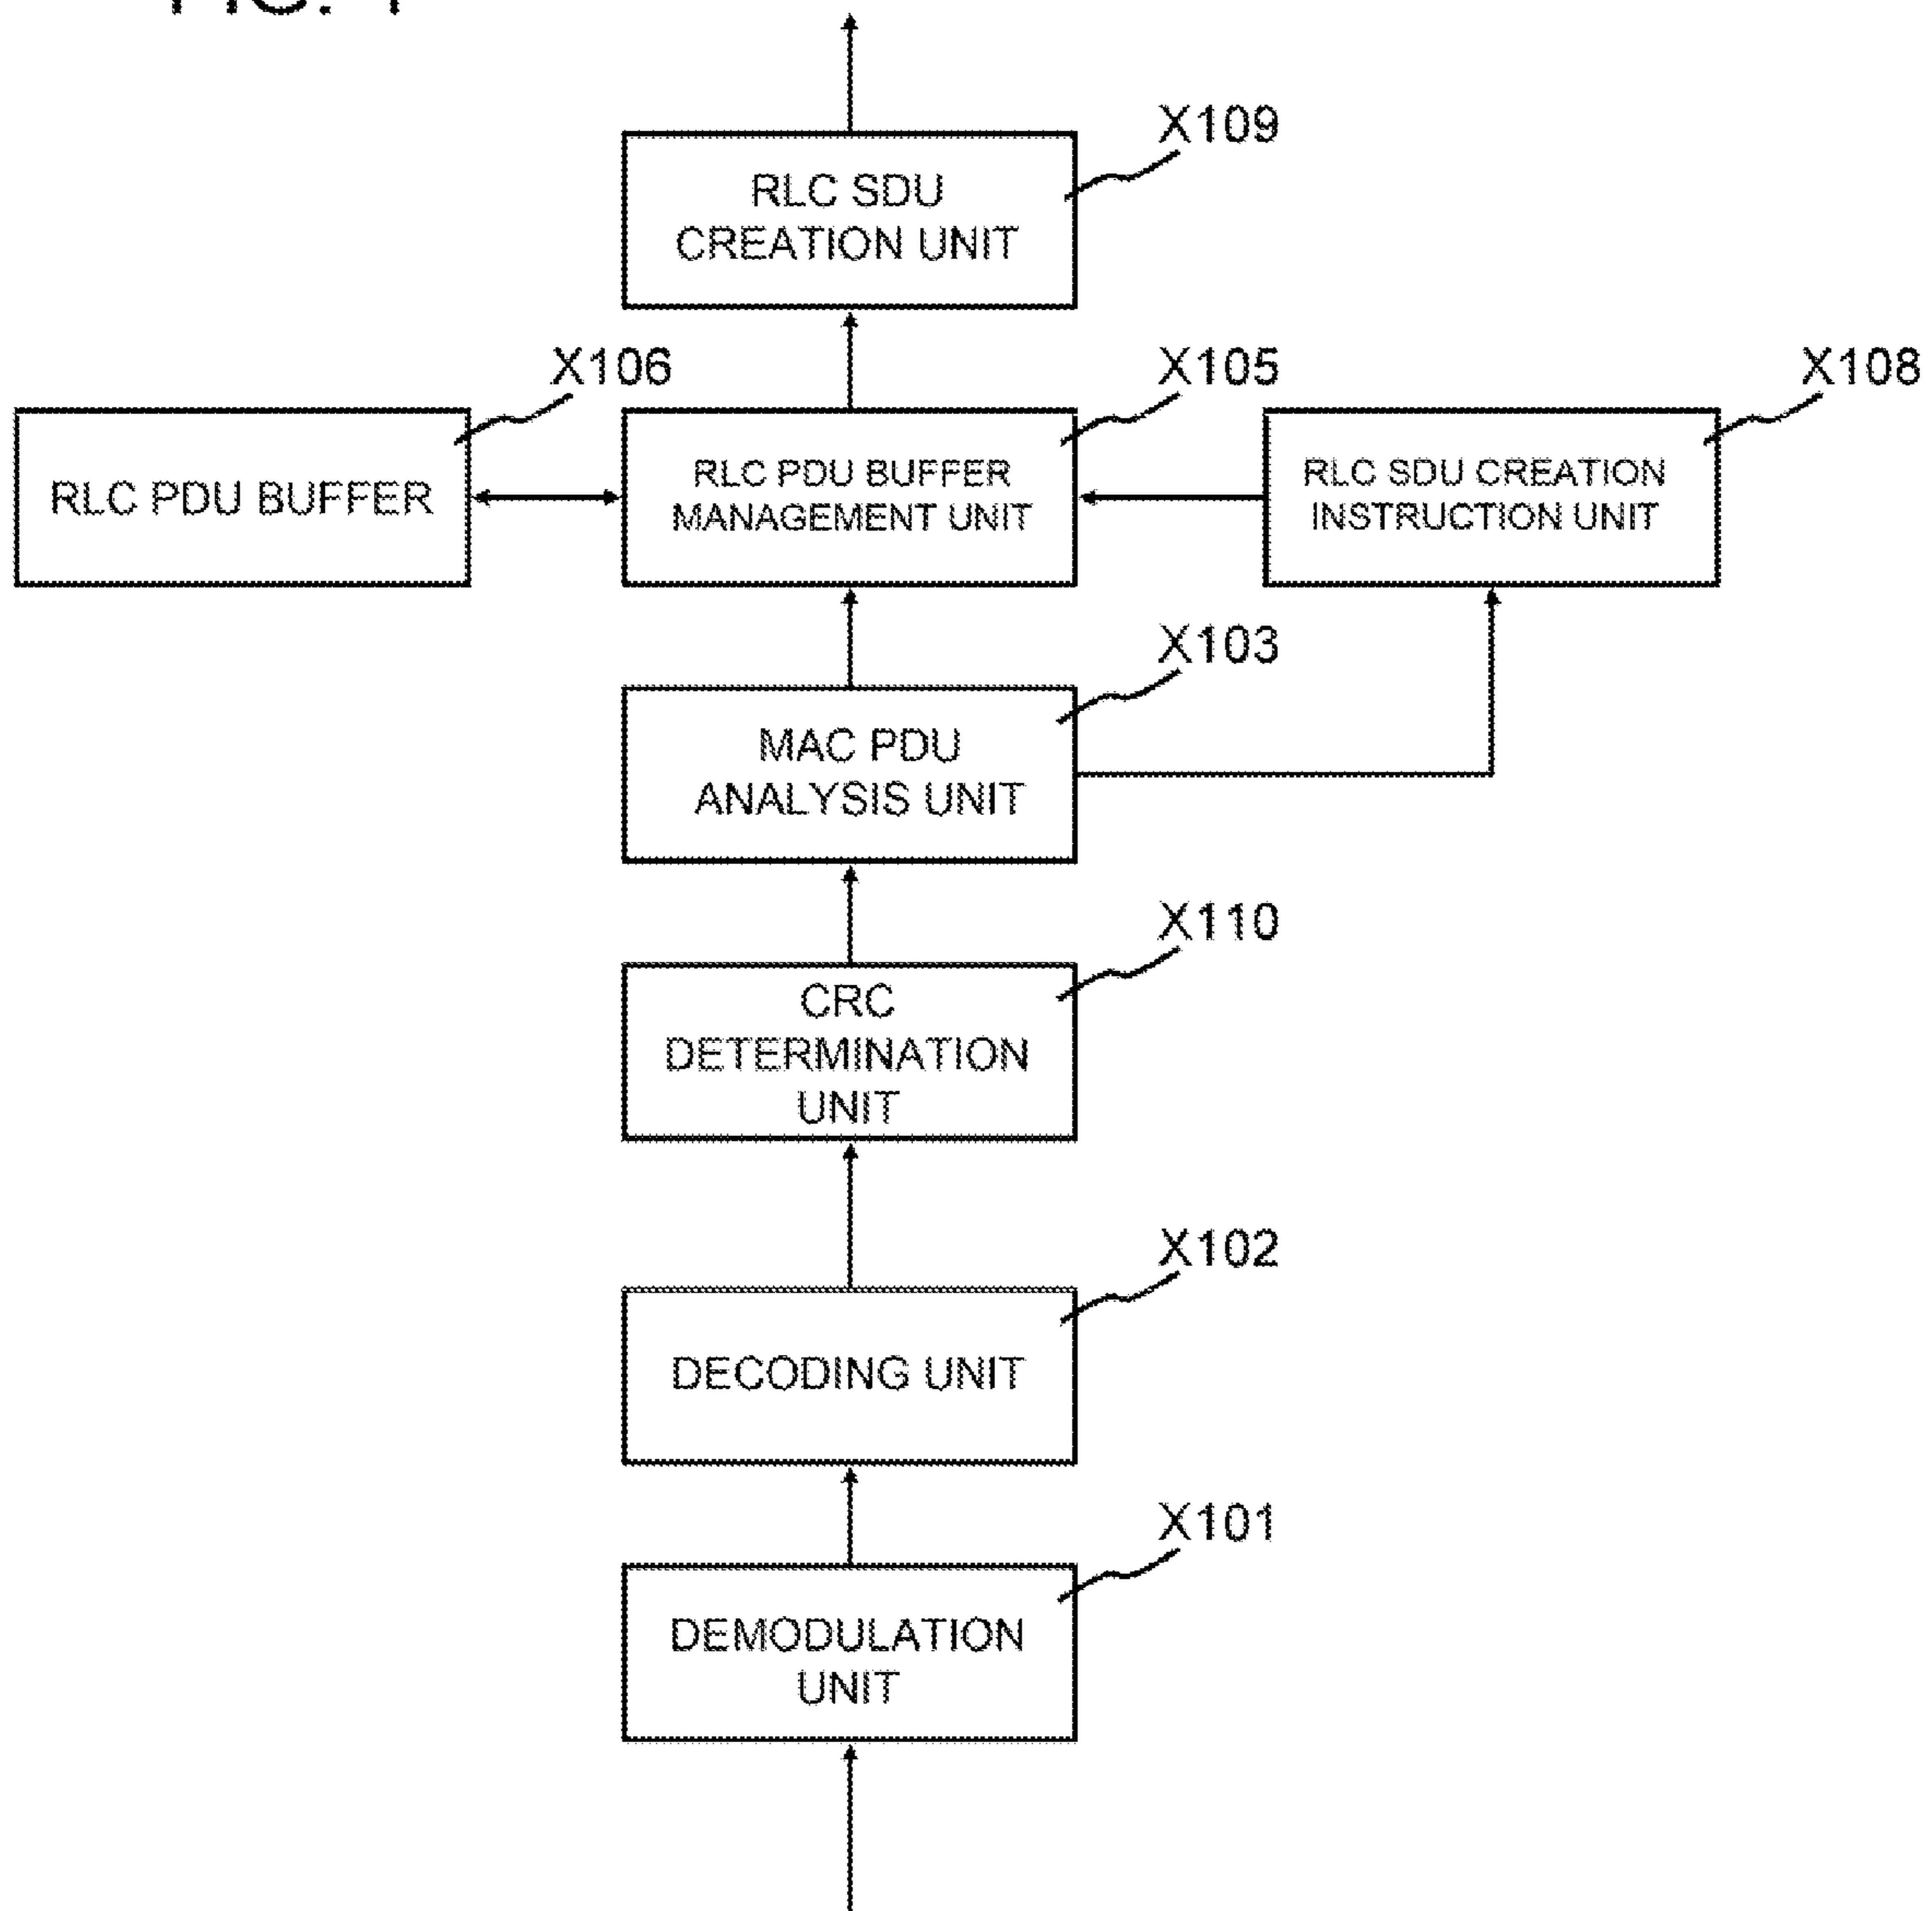 X109
RLC SDU
CREATION UNIT
X106
X105
X108
RLC PDU BUFFER
RLC PDU BUFFER
MANAGEMENT UNIT
RLC SDU CREATION
INSTRUCTION UNIT
X103
MAC PDU
ANALYSIS UNIT
X110
CRC
DETERMINATION
UNIT
X102
DECODING UNIT
X101
DEMODULATION
UNIT